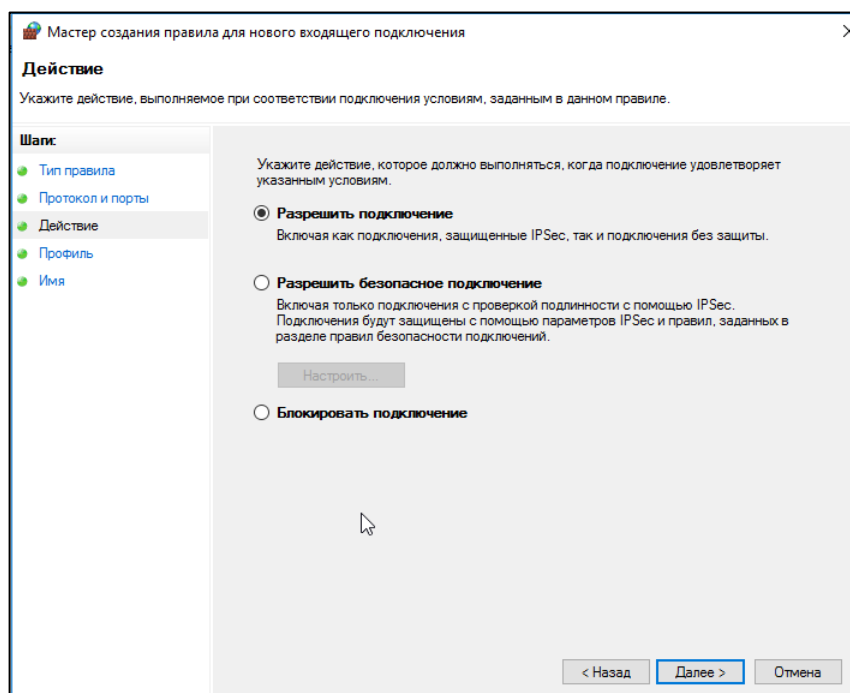 Мастер создания правила для нового входящего подключения
Действие
Укажите действие, выполняемое при соответствии подключения условиям, заданным в данном правиле.
Шаги:
Тип правила
Протокол и порты
Действие
Профиль
Имя
Укажите действие, которое должно выполняться, когда подключение удовлетворяет
указанным условиям.
Разрешить подключение
Включая как подключения, защищенные IPSec, так и подключения без защиты.
Разрешить безопасное подключение
Включая только подключения с проверкой подлинности с помощью IPSec.
Подключения будут защищены с помощью параметров IPSec и правил, заданных в
разделе правил безопасности подключений.
Настроить...
Блокировать подключение
< Назад
Далее >
Отмена